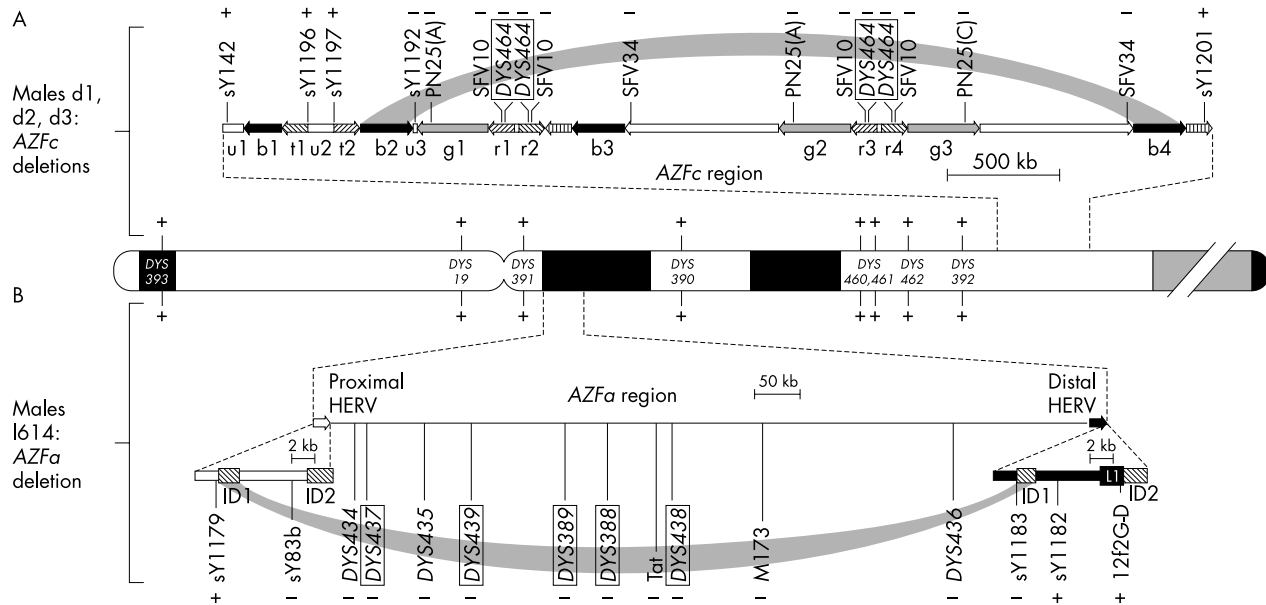 A
+ + + – – – – – – – – – – – – +
sY142 sY1196 sY1197 sY1192 PN25(A) SFV10 DYS464 DYS464 SFV10 SFV34 PN25(A) SFV10 DYS464 DYS464 SFV10 PN25(C) SFV34 sY1201
Males d1,
d2, d3:
AZFc
deletions
u1 b1 t1 u2 t2 b2 u3 g1 r1 r2 b3 g2 r3 r4 g3 b4
AZFc region
500 kb
+ + + + + + + +
DYS 393
DYS 19
DYS 391
DYS 390
DYS 460,461
DYS 462
DYS 392
B
+ + + + + + + +
Males
I614:
AZFa
deletion
Proximal
HERV
AZFa region
50 kb
Distal
HERV
2 kb
2 kb
ID1 ID2
ID1 L1 ID2
sY1179 sY83b DYS434 DYS437 DYS435 DYS439 DYS389 DYS388 Tat DYS438 M173 DYS436 sY1183 sY1182 12f2G-D
+ – – – – – – – – – – – – + +